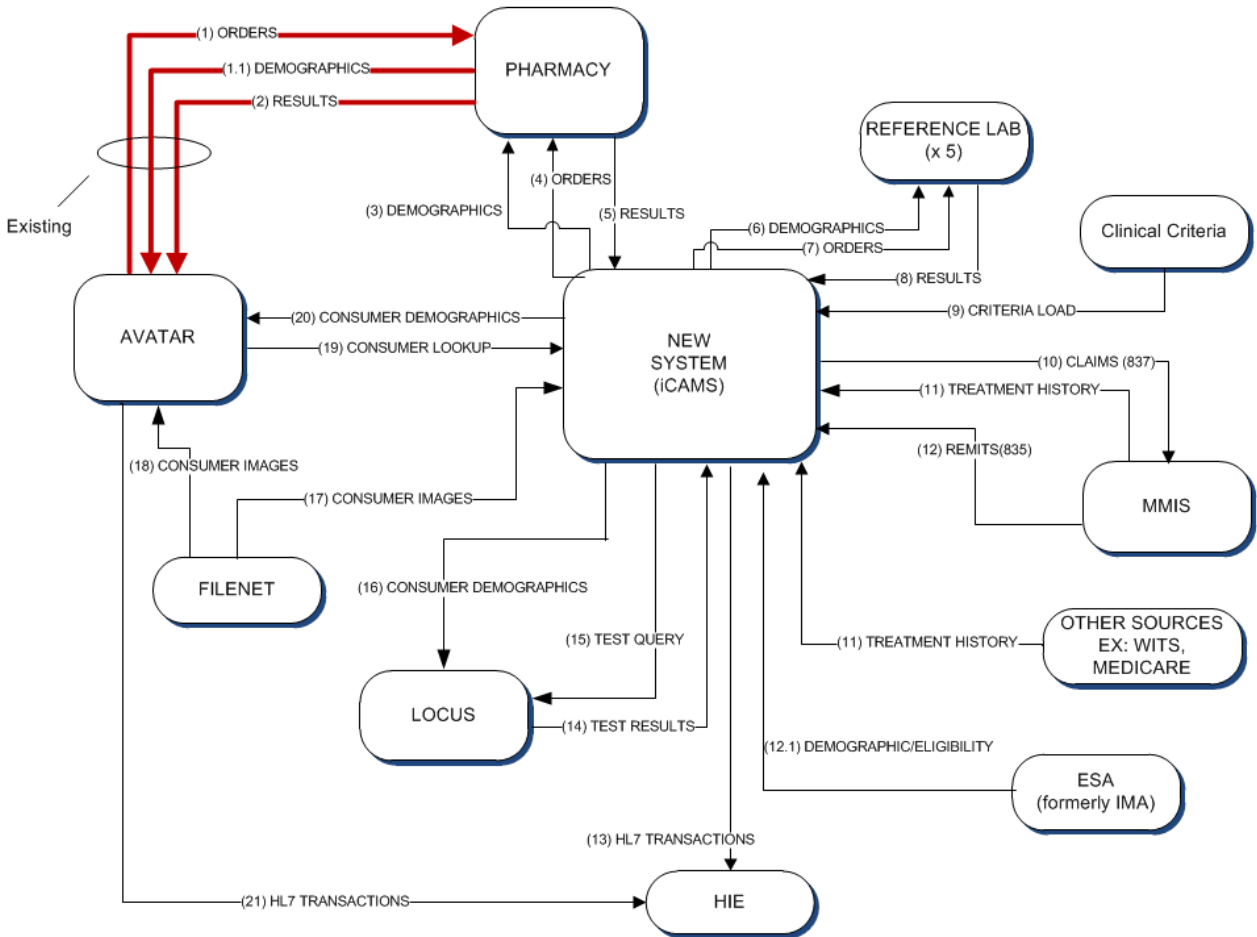 (1) ORDERS
(1.1) DEMOGRAPHICS
(2) RESULTS
PHARMACY
REFERENCE LAB
(x 5)
Existing
(3) DEMOGRAPHICS
(4) ORDERS
(5) RESULTS
(6) DEMOGRAPHICS
(7) ORDERS
(8) RESULTS
Clinical Criteria
(9) CRITERIA LOAD
AVATAR
(20) CONSUMER DEMOGRAPHICS
(19) CONSUMER LOOKUP
NEW
SYSTEM
(iCAMS)
(10) CLAIMS (837)
(11) TREATMENT HISTORY
(12) REMITS(835)
MMIS
(18) CONSUMER IMAGES
(17) CONSUMER IMAGES
FILENET
(16) CONSUMER DEMOGRAPHICS
(15) TEST QUERY
(11) TREATMENT HISTORY
OTHER SOURCES
EX: WITS,
MEDICARE
LOCUS
(14) TEST RESULTS
(12.1) DEMOGRAPHIC/ELIGIBILITY
ESA
(formerly IMA)
(13) HL7 TRANSACTIONS
(21) HL7 TRANSACTIONS
HIE